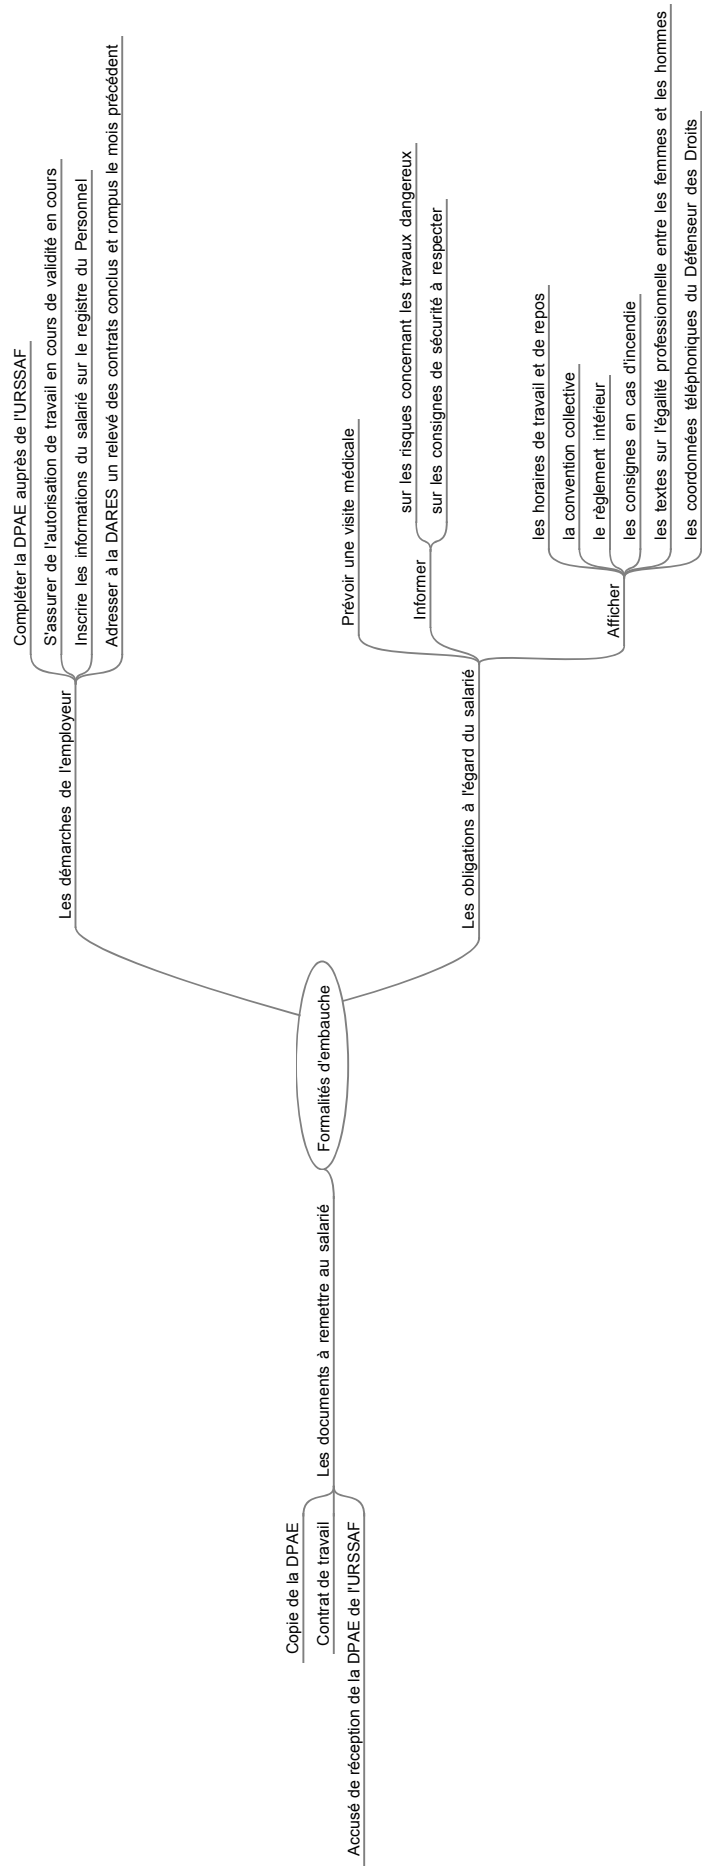 Formalités d'embauche
Les démarches de l'employeur
Compléter la DPAE auprès de l'URSSAF
S'assurer de l'autorisation de travail en cours de validité en cours
Inscrire les informations du salarié sur le registre du Personnel
Adresser à la DARES un relevé des contrats conclus et rompus le mois précédent
Les obligations à l'égard du salarié
Prévoir une visite médicale
Informer
sur les risques concernant les travaux dangereux
sur les consignes de sécurité à respecter
Afficher
les horaires de travail et de repos
la convention collective
le règlement intérieur
les consignes en cas d'incendie
les textes sur l'égalité professionnelle entre les femmes et les hommes
les coordonnées téléphoniques du Défenseur des Droits
Les documents à remettre au salarié
Copie de la DPAE
Contrat de travail
Accusé de réception de la DPAE de l'URSSAF